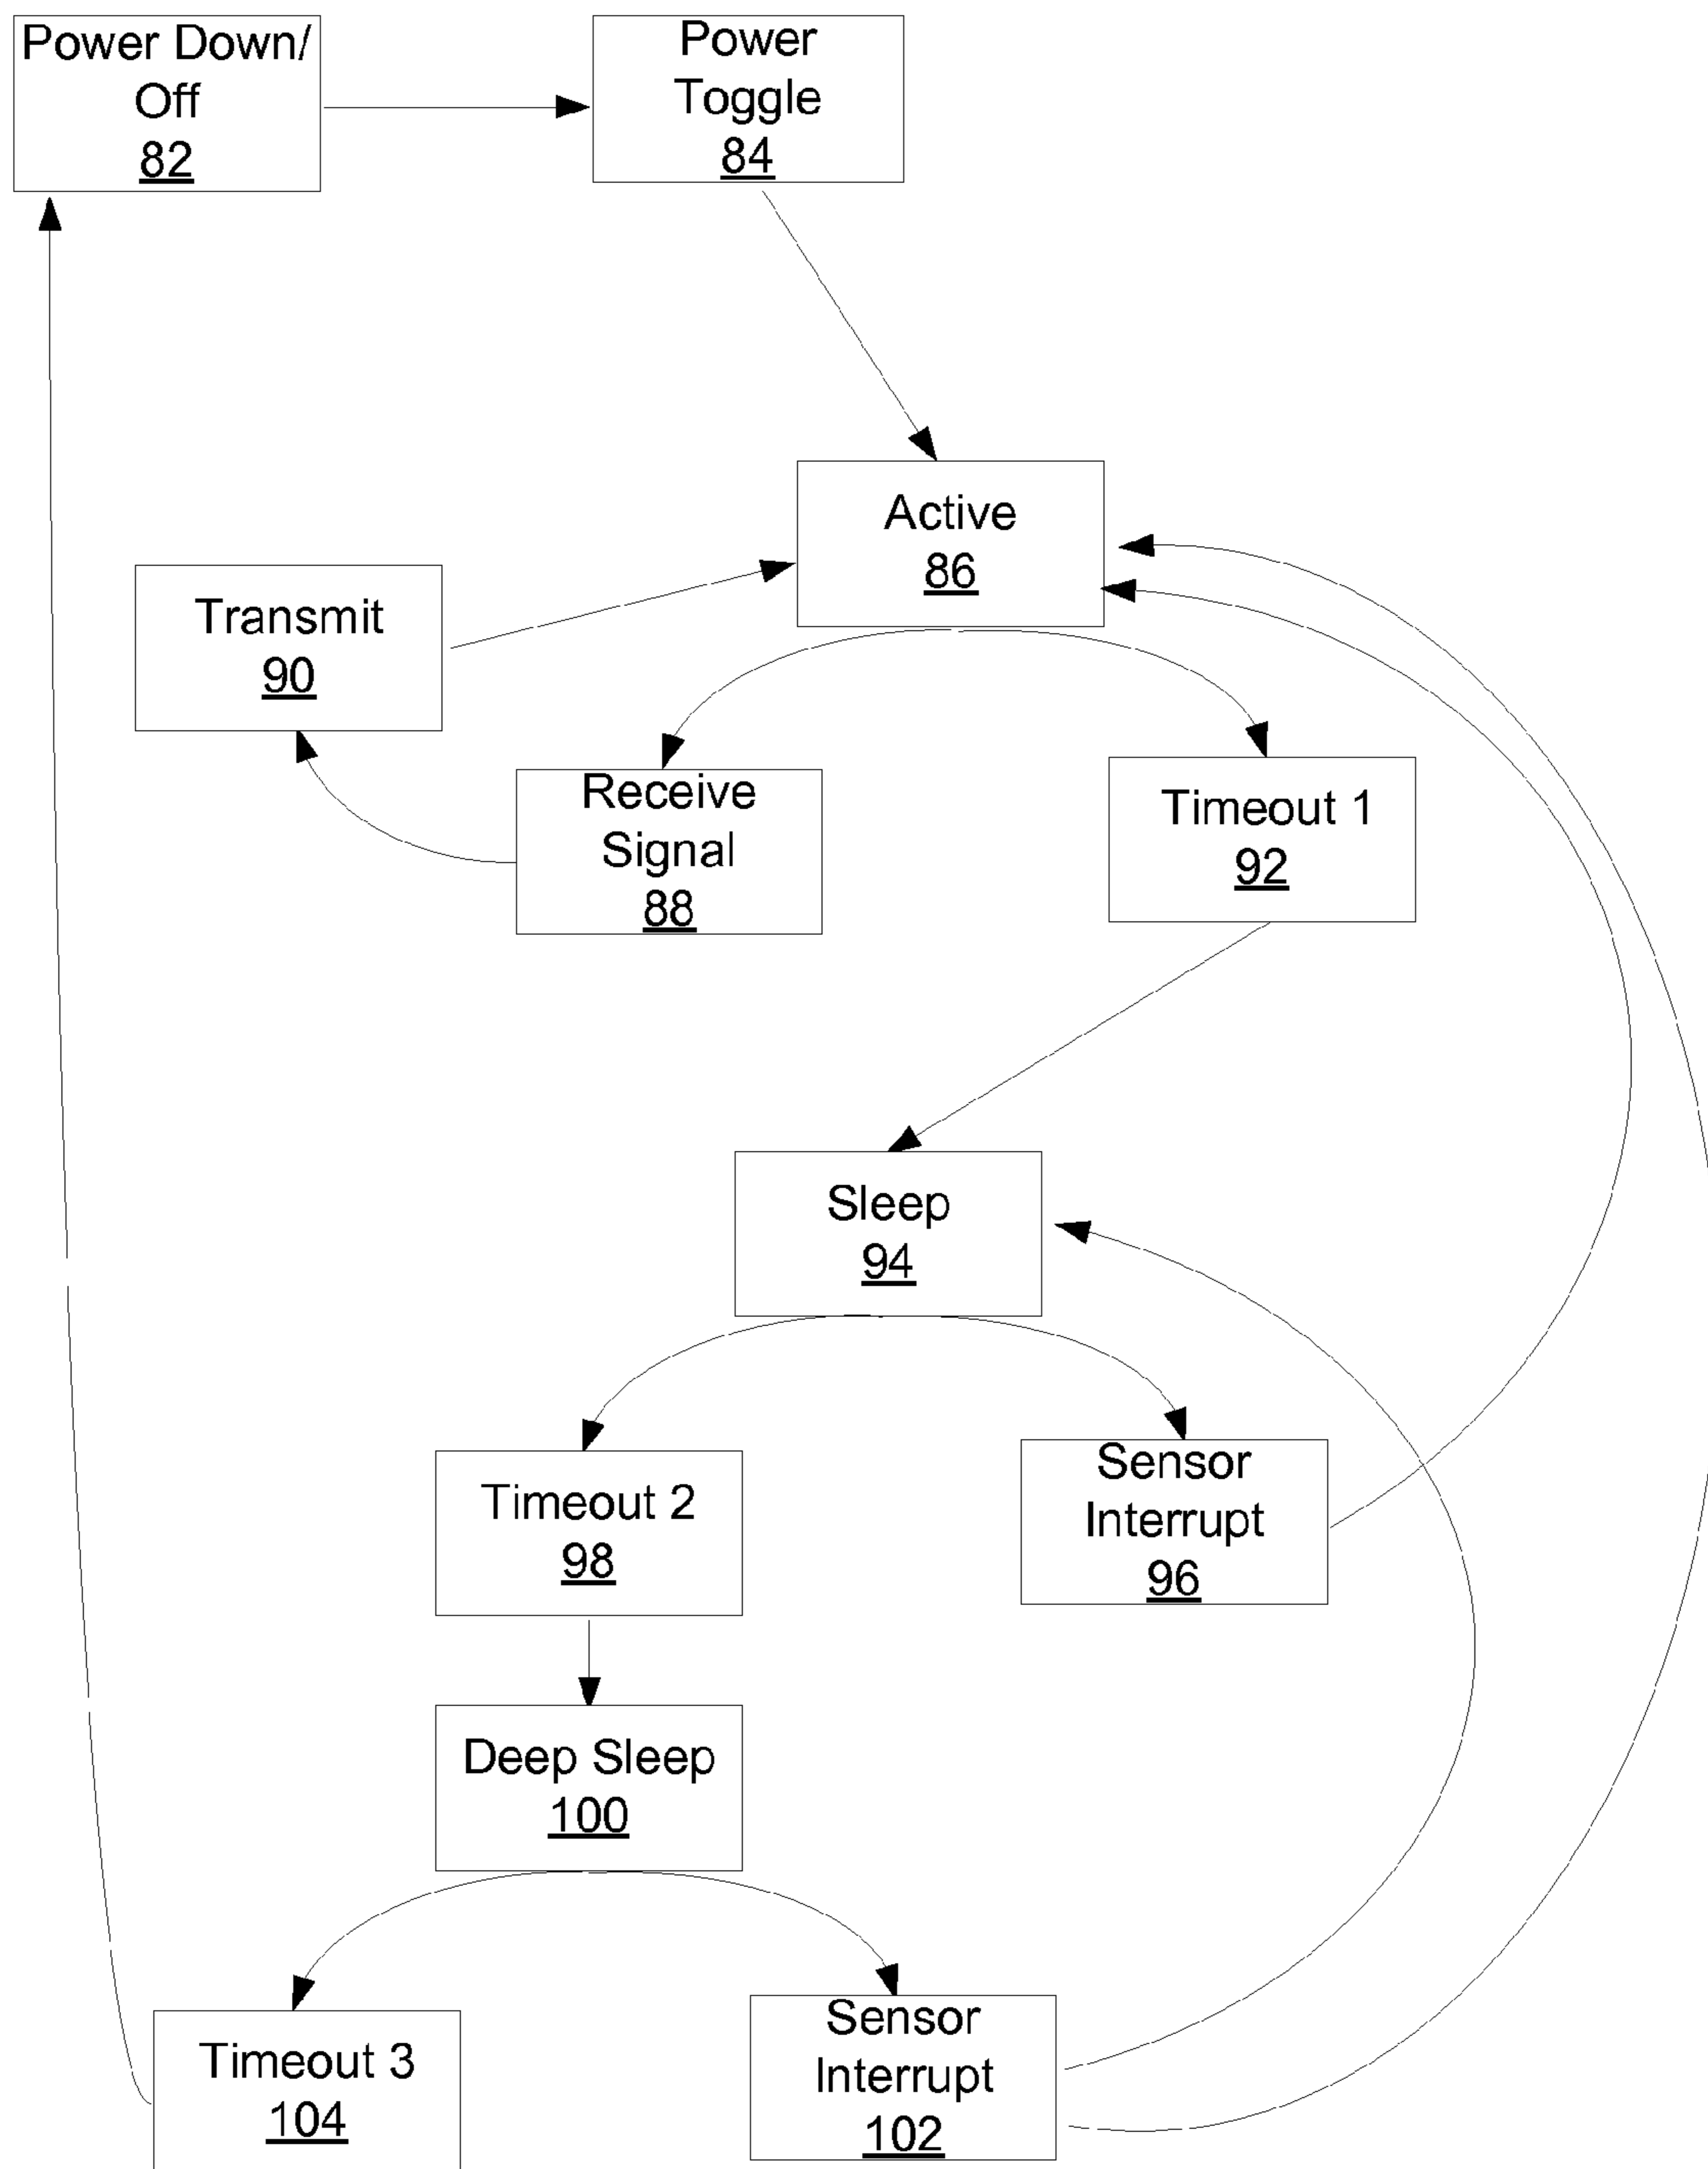 Power Down/
Off
82
Power
Toggle
84
Active
86
Transmit
90
Receive
Signal
88
Timeout 1
92
Sleep
94
Timeout 2
98
Sensor
Interrupt
96
Deep Sleep
100
Timeout 3
104
Sensor
Interrupt
102